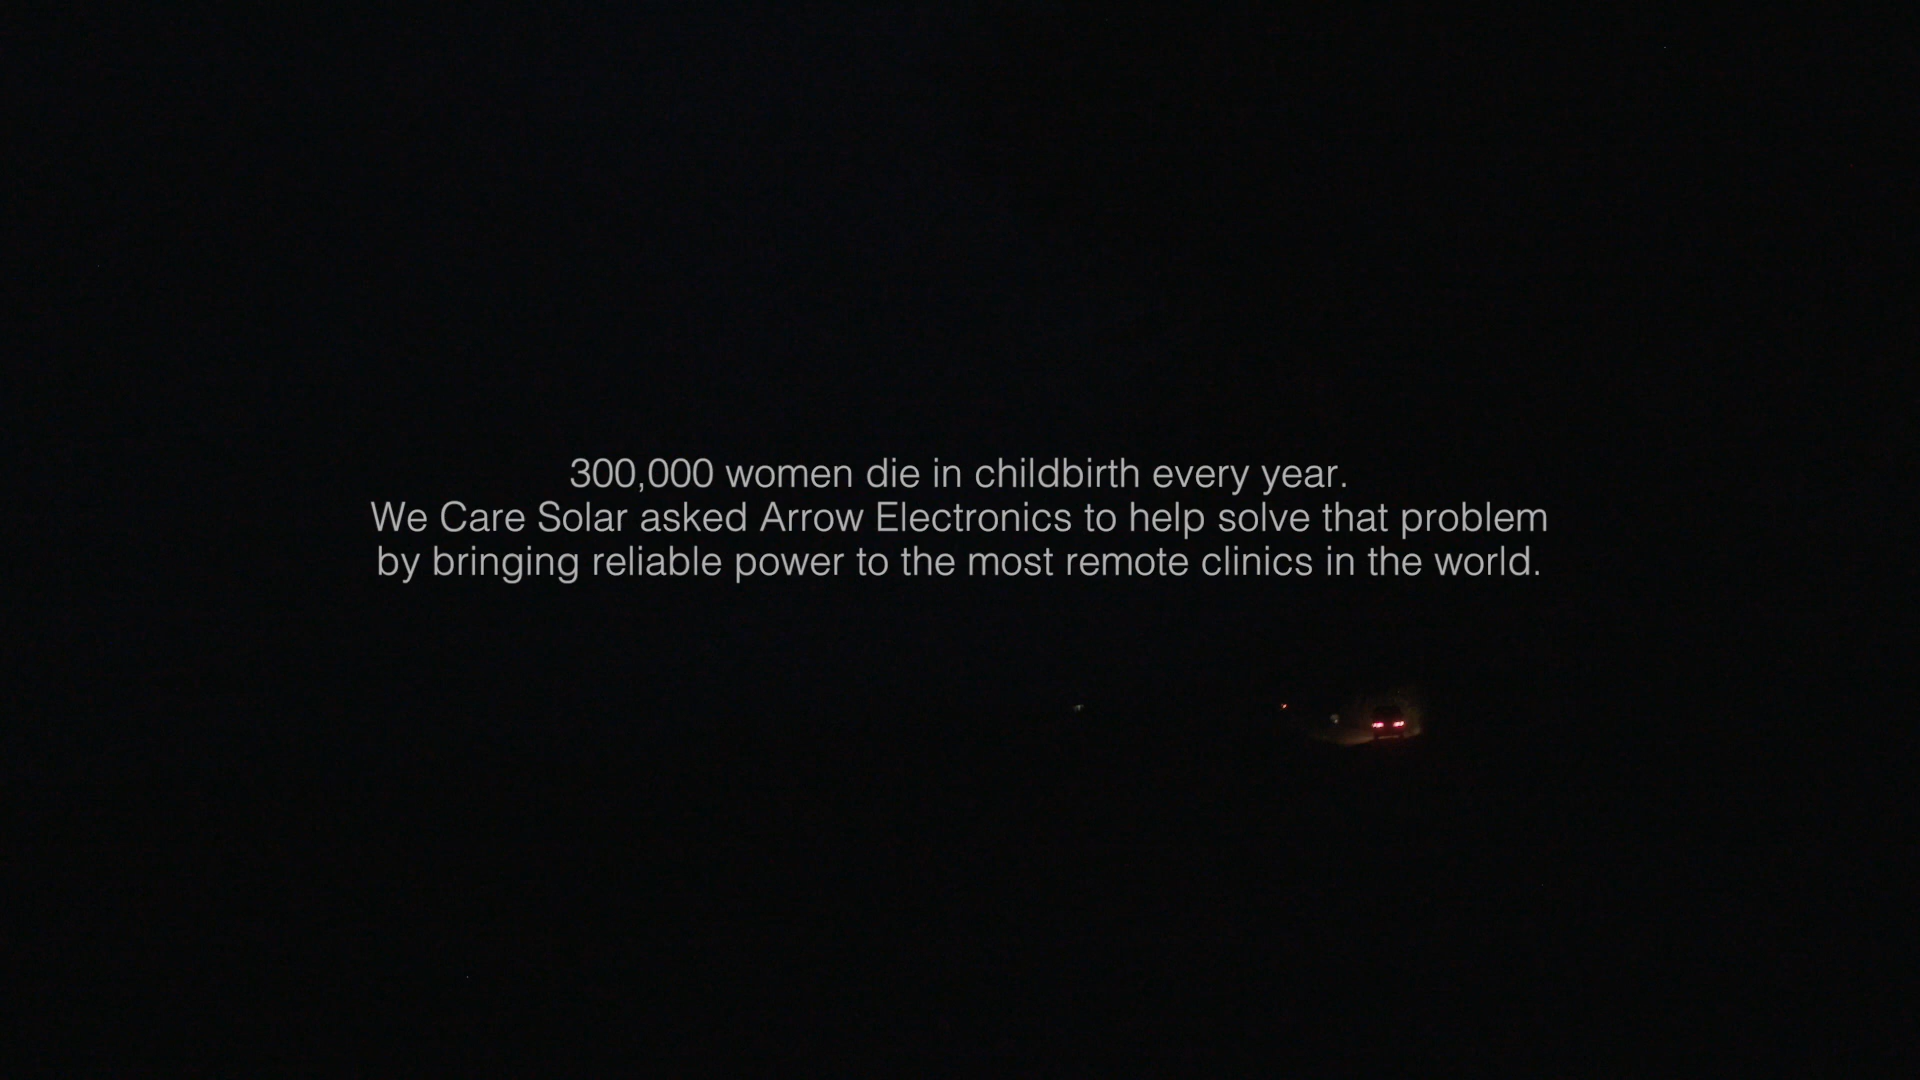 300,000 women die in childbirth every year.
We Care Solar asked Arrow Electronics to help solve that problem
by bringing reliable power to the most remote clinics in the world.